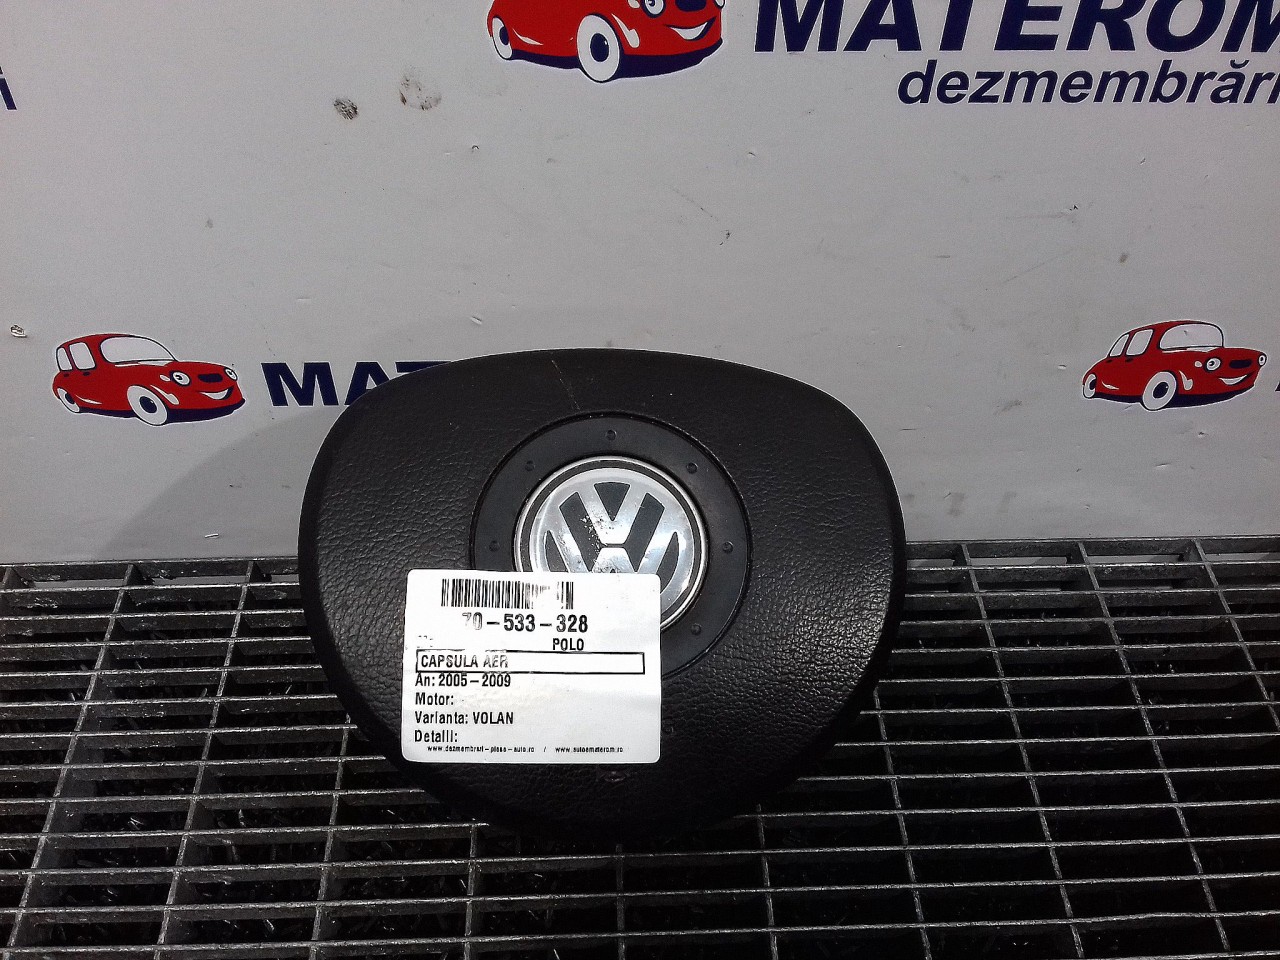 MATEROM
dezmembrări
MAT
70-533-328
POLO
CAPSULA AER
An: 2005-2009
Motor:
Varianta: VOLAN
Detalii:
www.dezmembrari-piese-auto.ro / www.automaterom.ro